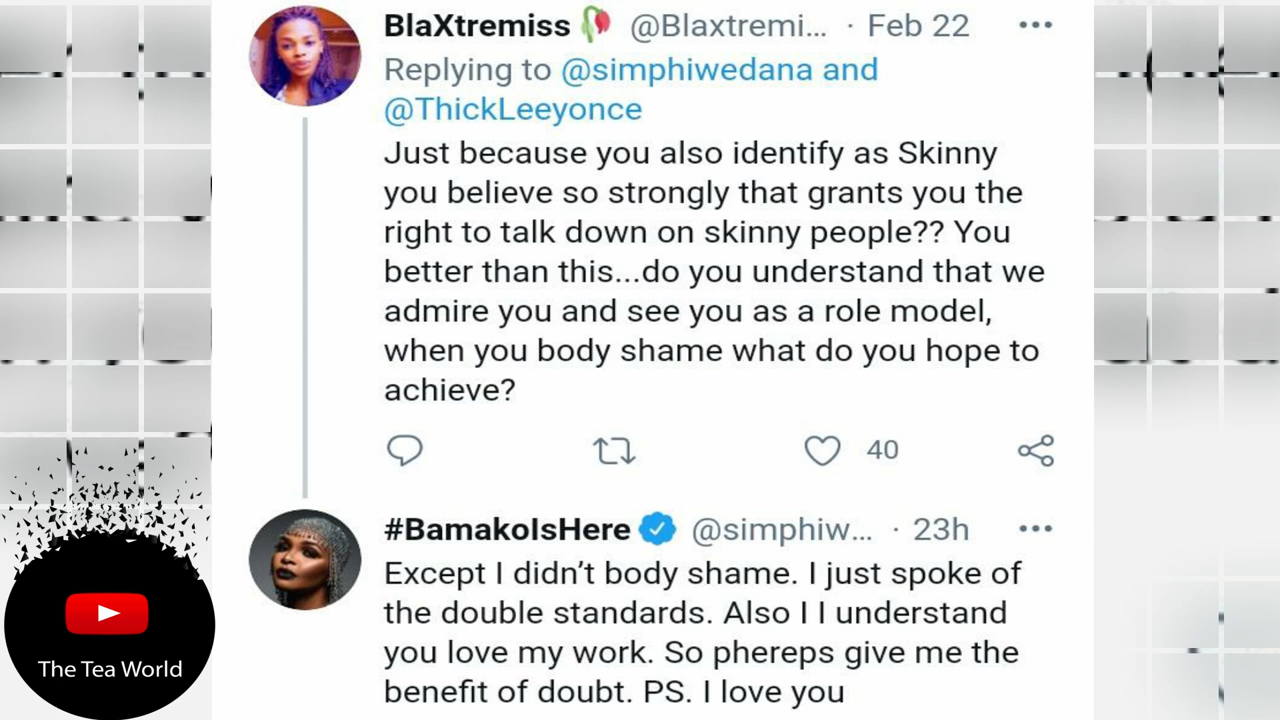 BlaXtremiss🥀 @Blaxtremi... · Feb 22
Replying to @simphiwedana and
@ThickLeeyonce
Just because you also identify as Skinny
you believe so strongly that grants you the
right to talk down on skinny people?? You
better than this...do you understand that we
admire you and see you as a role model,
when you body shame what do you hope to
achieve?
40
#BamakoIsHere @simphiw... · 23h
Except I didn’t body shame. I just spoke of
the double standards. Also I I understand
you love my work. So phereps give me the
benefit of doubt. PS. I love you
The Tea World